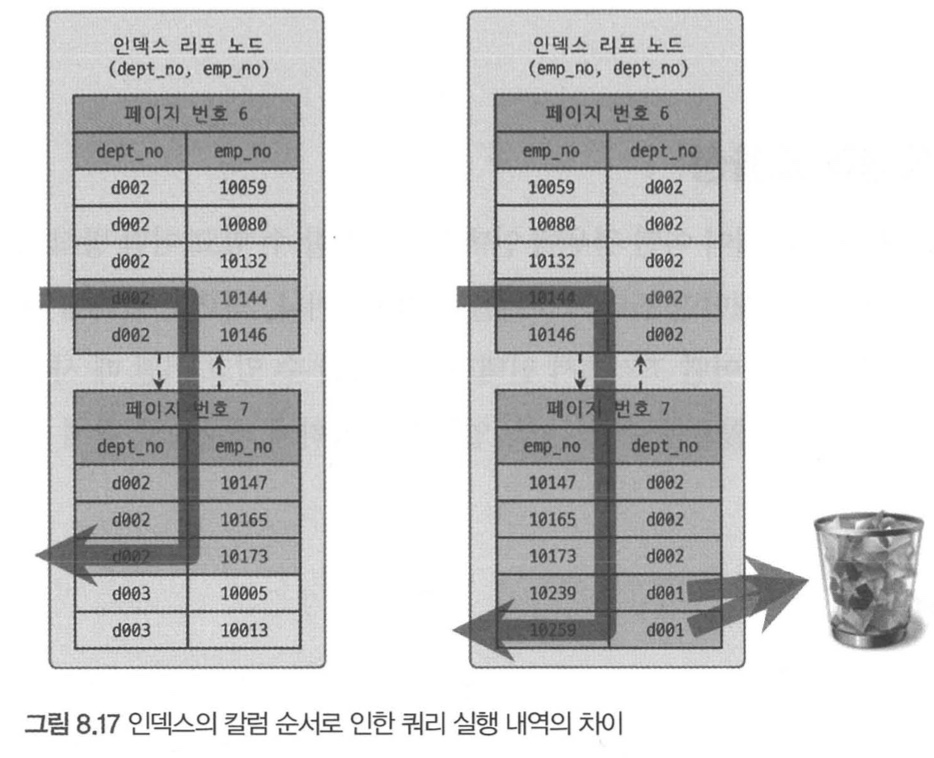 인덱스 리프 노드
(dept_no, emp_no)
페이지 번호 6
dept_no emp_no
d002 10059
d002 10080
d002 10132
d002 10144
d002 10146
페이지 번호 7
dept_no emp_no
d002 10147
d002 10165
d002 10173
d003 10005
d003 10013
인덱스 리프 노드
(emp_no, dept_no)
페이지 번호 6
emp_no dept_no
10059 d002
10080 d002
10132 d002
10144 d002
10146 d002
페이지 번호 7
emp_no dept_no
10147 d002
10165 d002
10173 d002
10239 d001
10259 d001
그림 8.17 인덱스의 칼럼 순서로 인한 쿼리 실행 내역의 차이